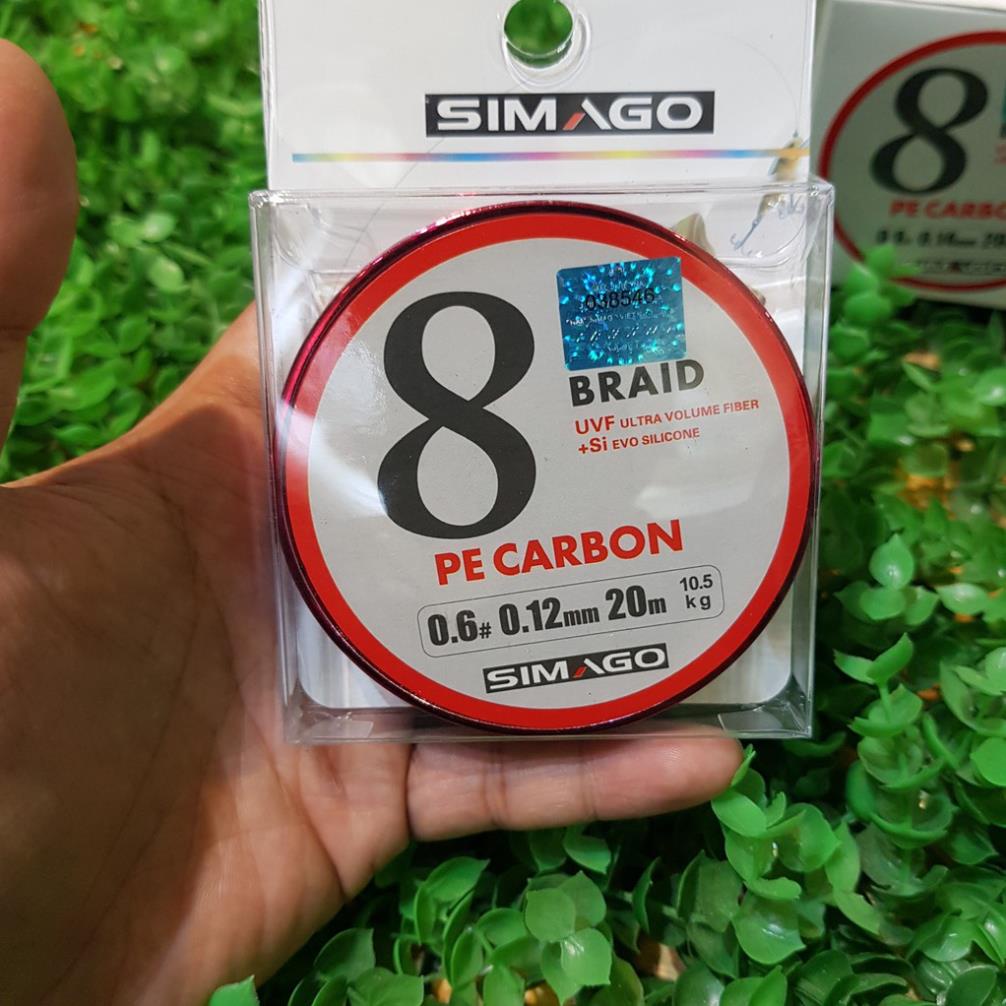 SIMAGO
8
BRAID
038546
UVF ULTRA VOLUME FIBER
+Si EVO SILICONE
PE CARBON
0.6# 0.12mm 20m 10.5 kg
SIMAGO
8
PE CARBO